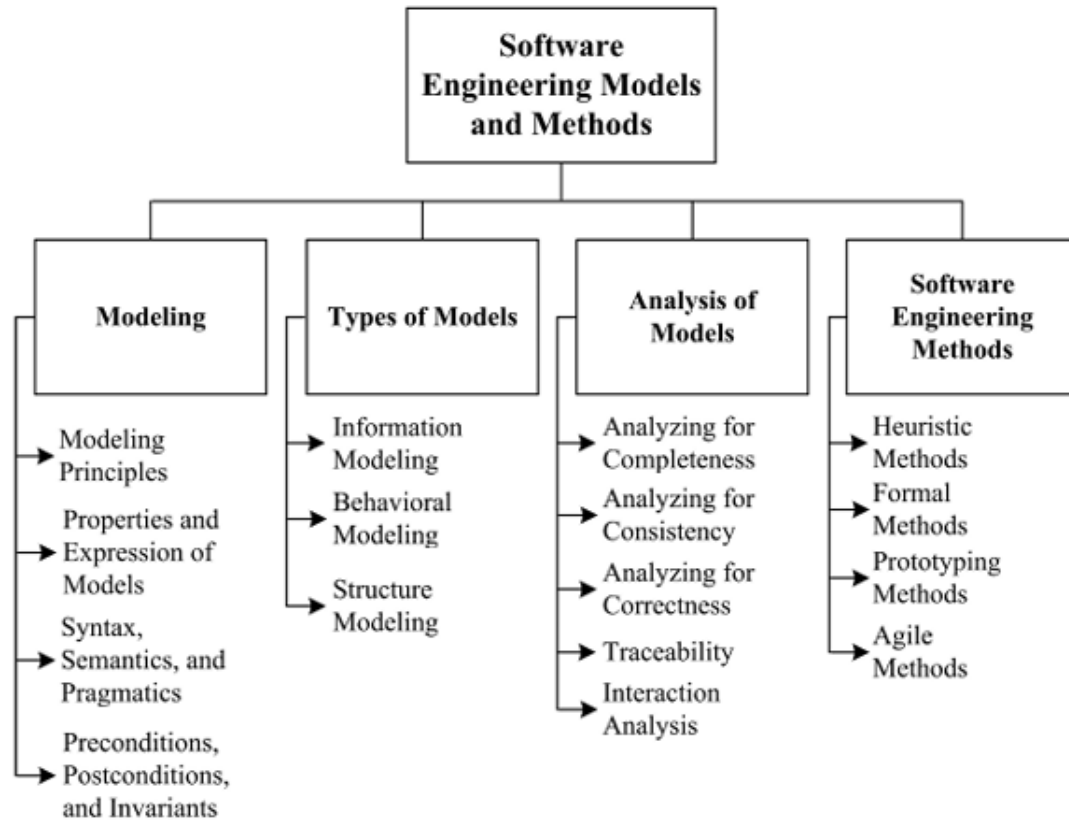 Software
Engineering Models
and Methods
Modeling
Modeling
Principles
Properties and
Expression of
Models
Syntax,
Semantics, and
Pragmatics
Preconditions,
Postconditions,
and Invariants
Types of Models
Information
Modeling
Behavioral
Modeling
Structure
Modeling
Analysis of
Models
Analyzing for
Completeness
Analyzing for
Consistency
Analyzing for
Correctness
Traceability
Interaction
Analysis
Software
Engineering
Methods
Heuristic
Methods
Formal
Methods
Prototyping
Methods
Agile
Methods